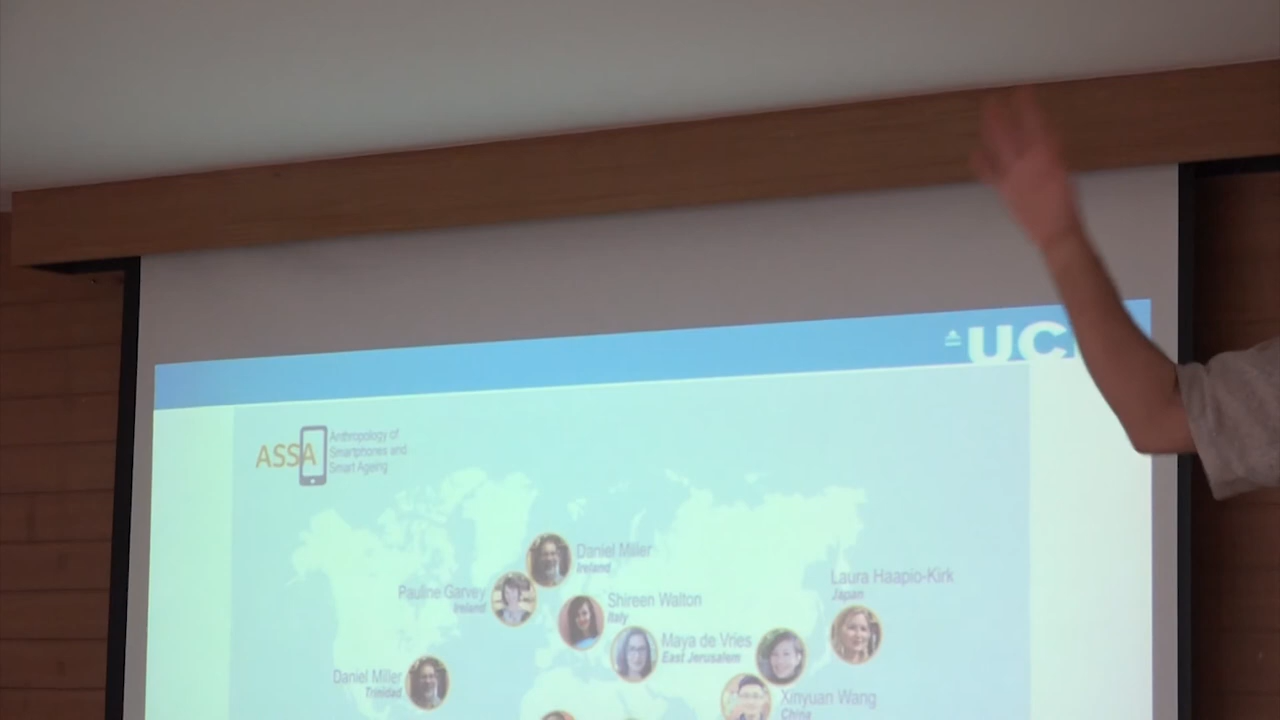 UC
ASSA
Anthropology of
Smartphones and
Smart Ageing
Daniel Miller
Ireland
Pauline Garvey
Ireland
Shireen Walton
Italy
Laura Haapio-Kirk
Japan
Maya de Vries
East Jerusalem
Daniel Miller
Trinidad
Xinyuan Wang
China